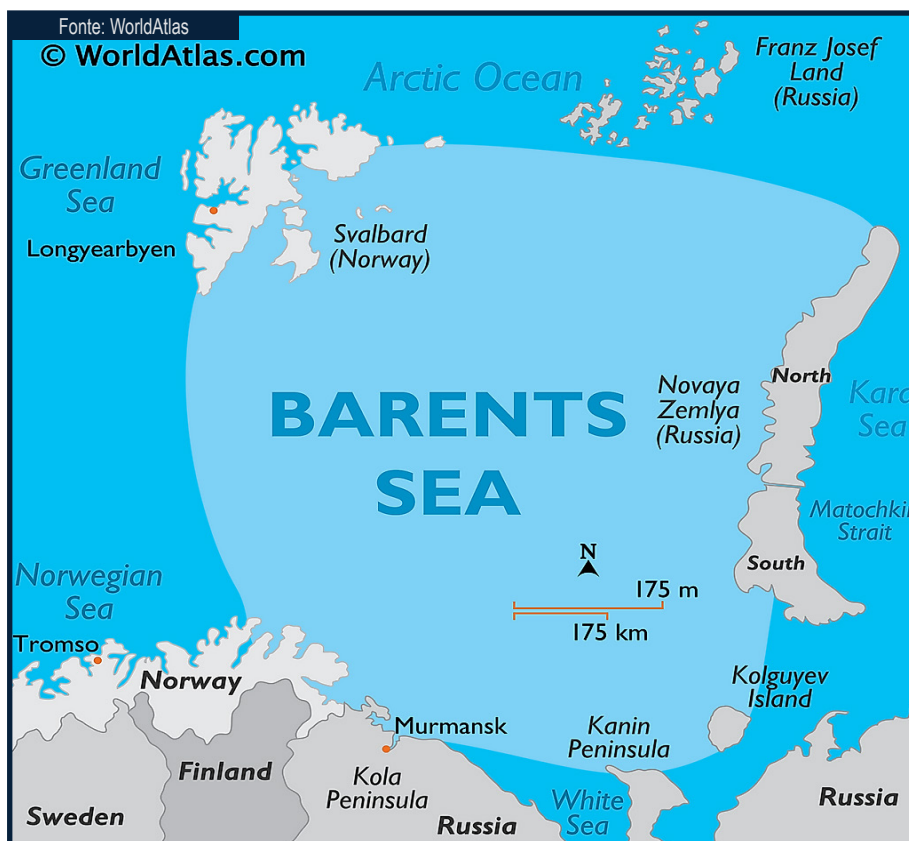 Fonte: WorldAtlas
© WorldAtlas.com
Arctic Ocean
Franz Josef
Land
(Russia)
Greenland
Sea
Longyearbyen
Svalbard
(Norway)
BARENTS
SEA
Novaya
Zemlya
(Russia)
North
Kara
Sea
Matochkin
Strait
South
N
175 m
175 km
Norwegian
Sea
Tromso
Norway
Kolguyev
Island
Murmansk
Kanin
Peninsula
Finland
Kola
Peninsula
White
Sea
Sweden
Russia
Russia